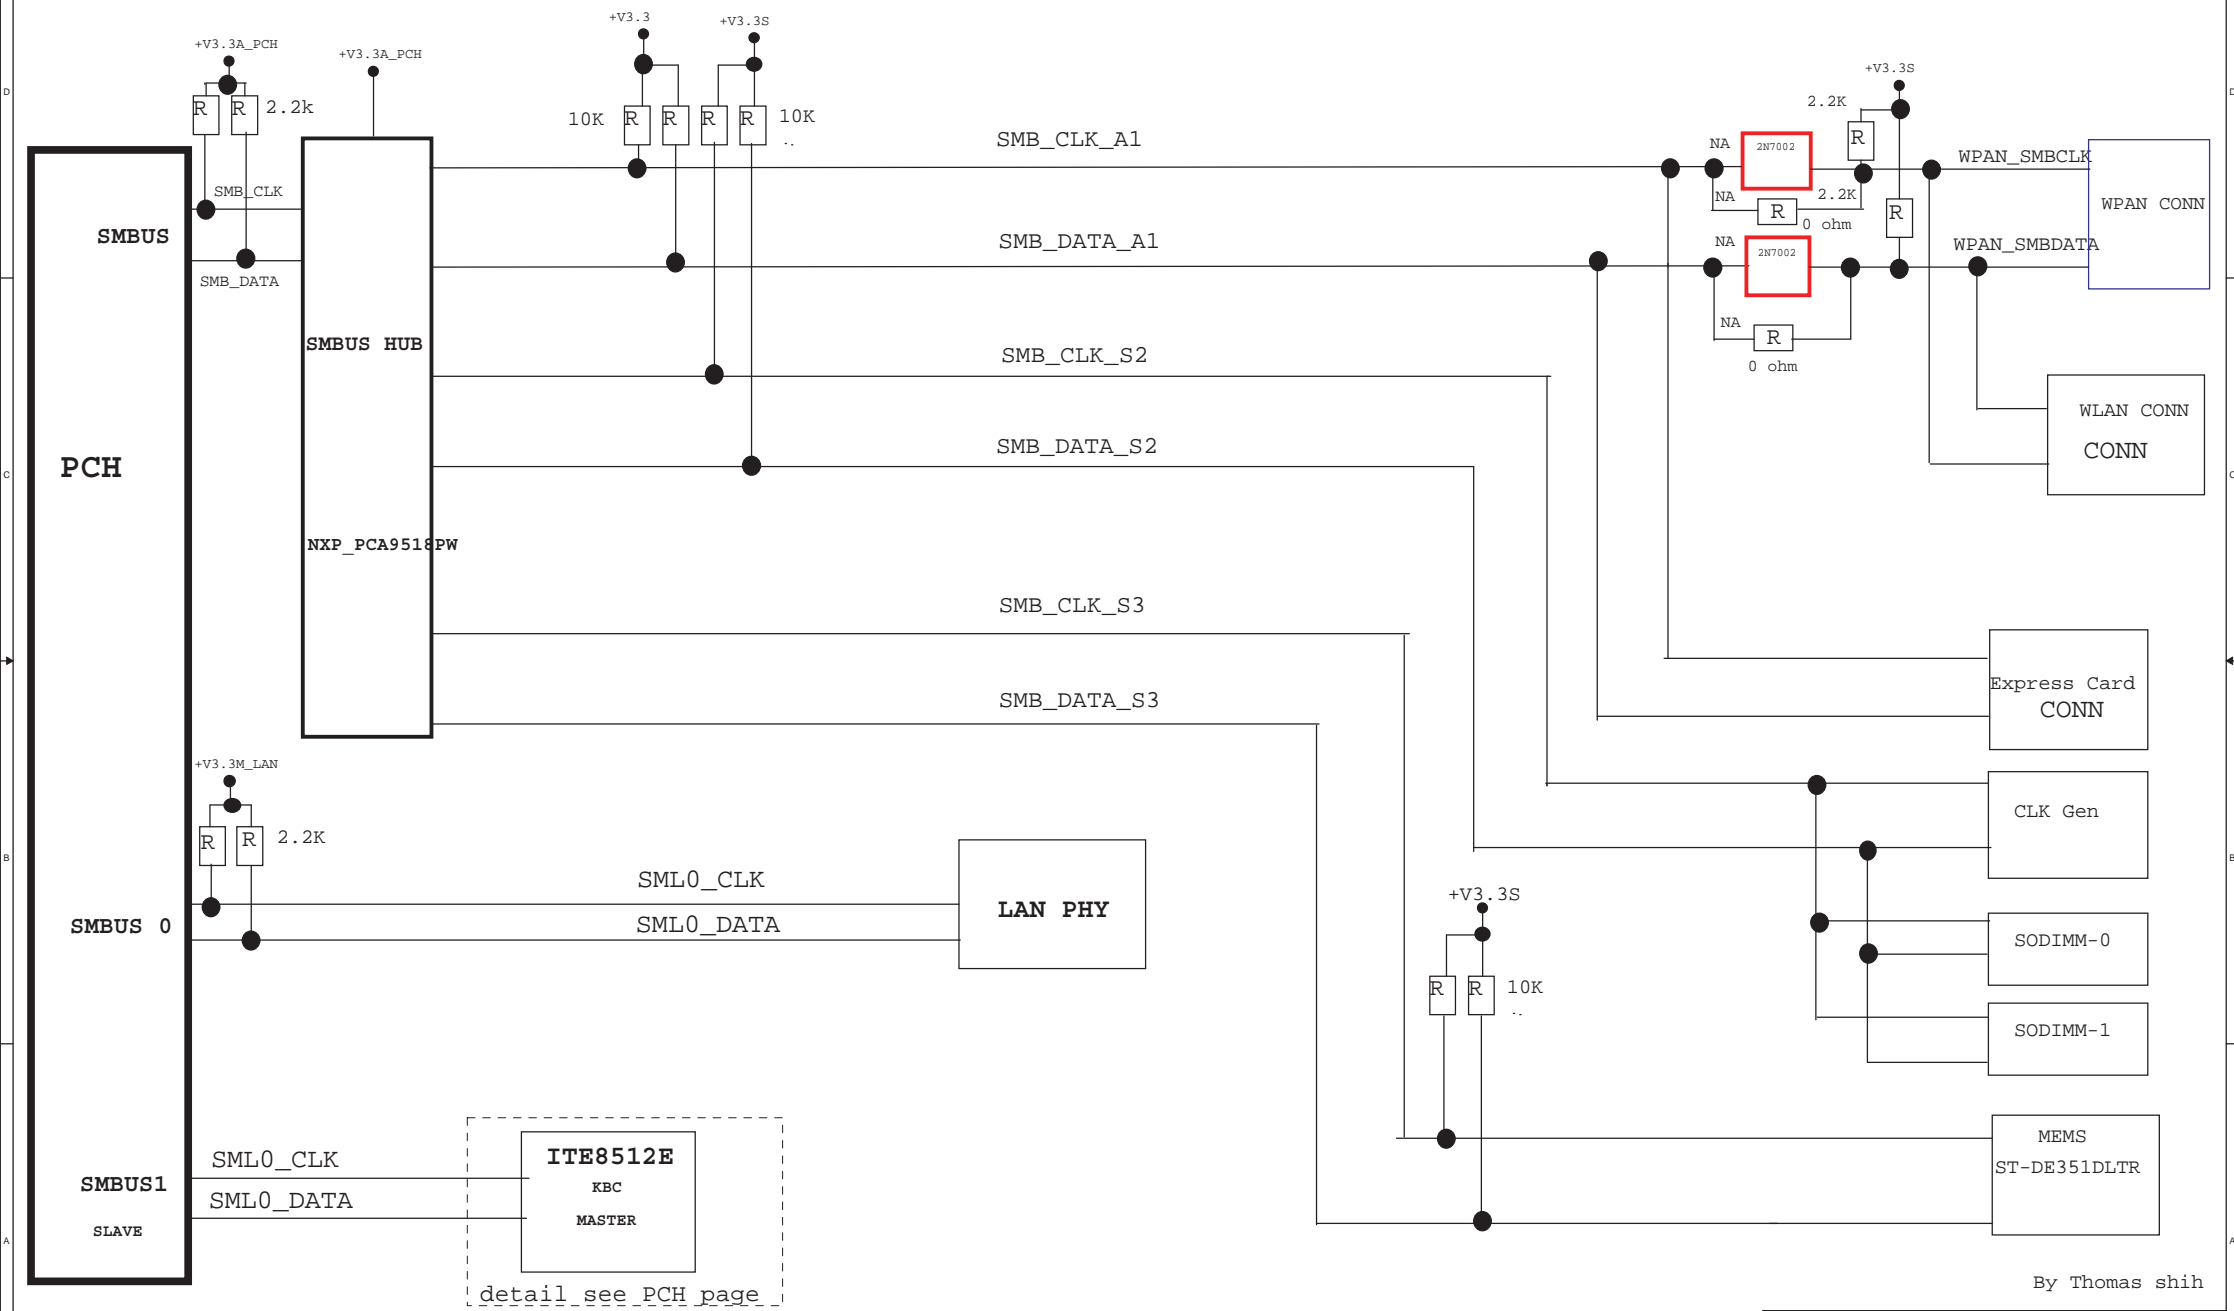 +V3.3
+V3.3S
+V3.3A_PCH
+V3.3A_PCH
+V3.3S
D
D
R
R
2.2k
10K
R
R
R
R
10K
2.2K
R
SMB_CLK_A1
NA
2N7002
WPAN_SMBCLK
SMB_CLK
NA
2.2K
R
0 ohm
R
WPAN CONN
SMBUS
SMB_DATA_A1
NA
2N7002
WPAN_SMBDATA
SMB_DATA
NA
R
0 ohm
SMBUS HUB
SMB_CLK_S2
WLAN CONN
CONN
SMB_DATA_S2
PCH
C
C
NXP_PCA9518PW
SMB_CLK_S3
SMB_DATA_S3
Express Card
CONN
+V3.3M_LAN
R
R
2.2K
CLK Gen
B
B
SML0_CLK
SML0_DATA
LAN PHY
SMBUS 0
+V3.3S
R
R
10K
SODIMM-0
SODIMM-1
SML0_CLK
SML0_DATA
SMBUS1
SLAVE
ITE8512E
KBC
MASTER
MEMS
ST-DE351DLTR
A
A
detail see PCH page
By Thomas shih